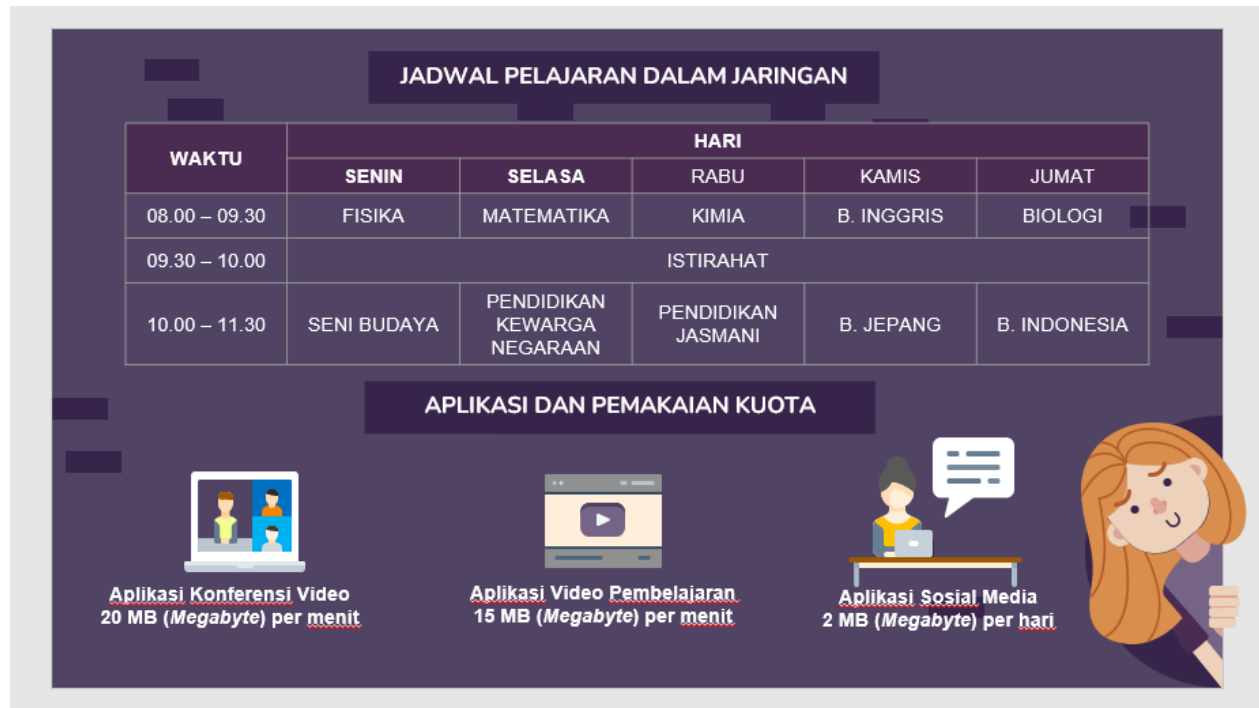 JADWAL PELAJARAN DALAM JARINGAN
WAKTU
HARI
SENIN SELASA RABU KAMIS JUMAT
08.00 – 09.30 FISIKA MATEMATIKA KIMIA B. INGGRIS BIOLOGI
09.30 – 10.00 ISTIRAHAT
10.00 – 11.30 SENI BUDAYA PENDIDIKAN KEWARGA NEGARAAN PENDIDIKAN JASMANI B. JEPANG B. INDONESIA
APLIKASI DAN PEMAKAIAN KUOTA
Aplikasi Konferensi Video
20 MB (Megabyte) per menit
Aplikasi Video Pembelajaran
15 MB (Megabyte) per menit
Aplikasi Sosial Media
2 MB (Megabyte) per hari